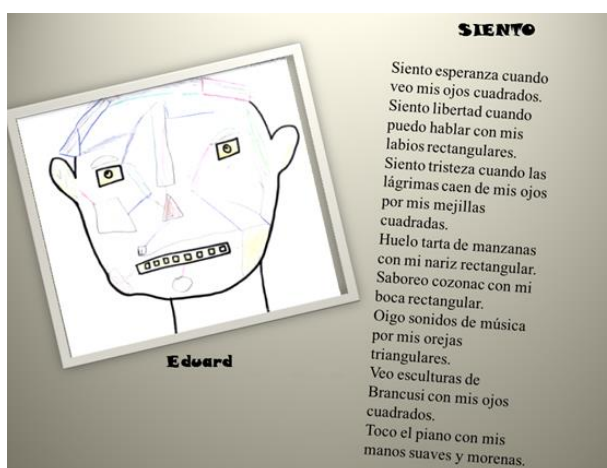 SIENTO
Siento esperanza cuando
veo mis ojos cuadrados.
Siento libertad cuando
puedo hablar con mis
labios rectangulares.
Siento tristeza cuando las
lágrimas caen de mis ojos
por mis mejillas
cuadradas.
Huelo tarta de manzanas
con mi nariz rectangular.
Saboreo cozonac con mi
boca rectangular.
Oigo sonidos de música
por mis orejas
triangulares.
Veo esculturas de
Brancusi con mis ojos
cuadrados.
Toco el piano con mis
manos suaves y morenas.
Eduard